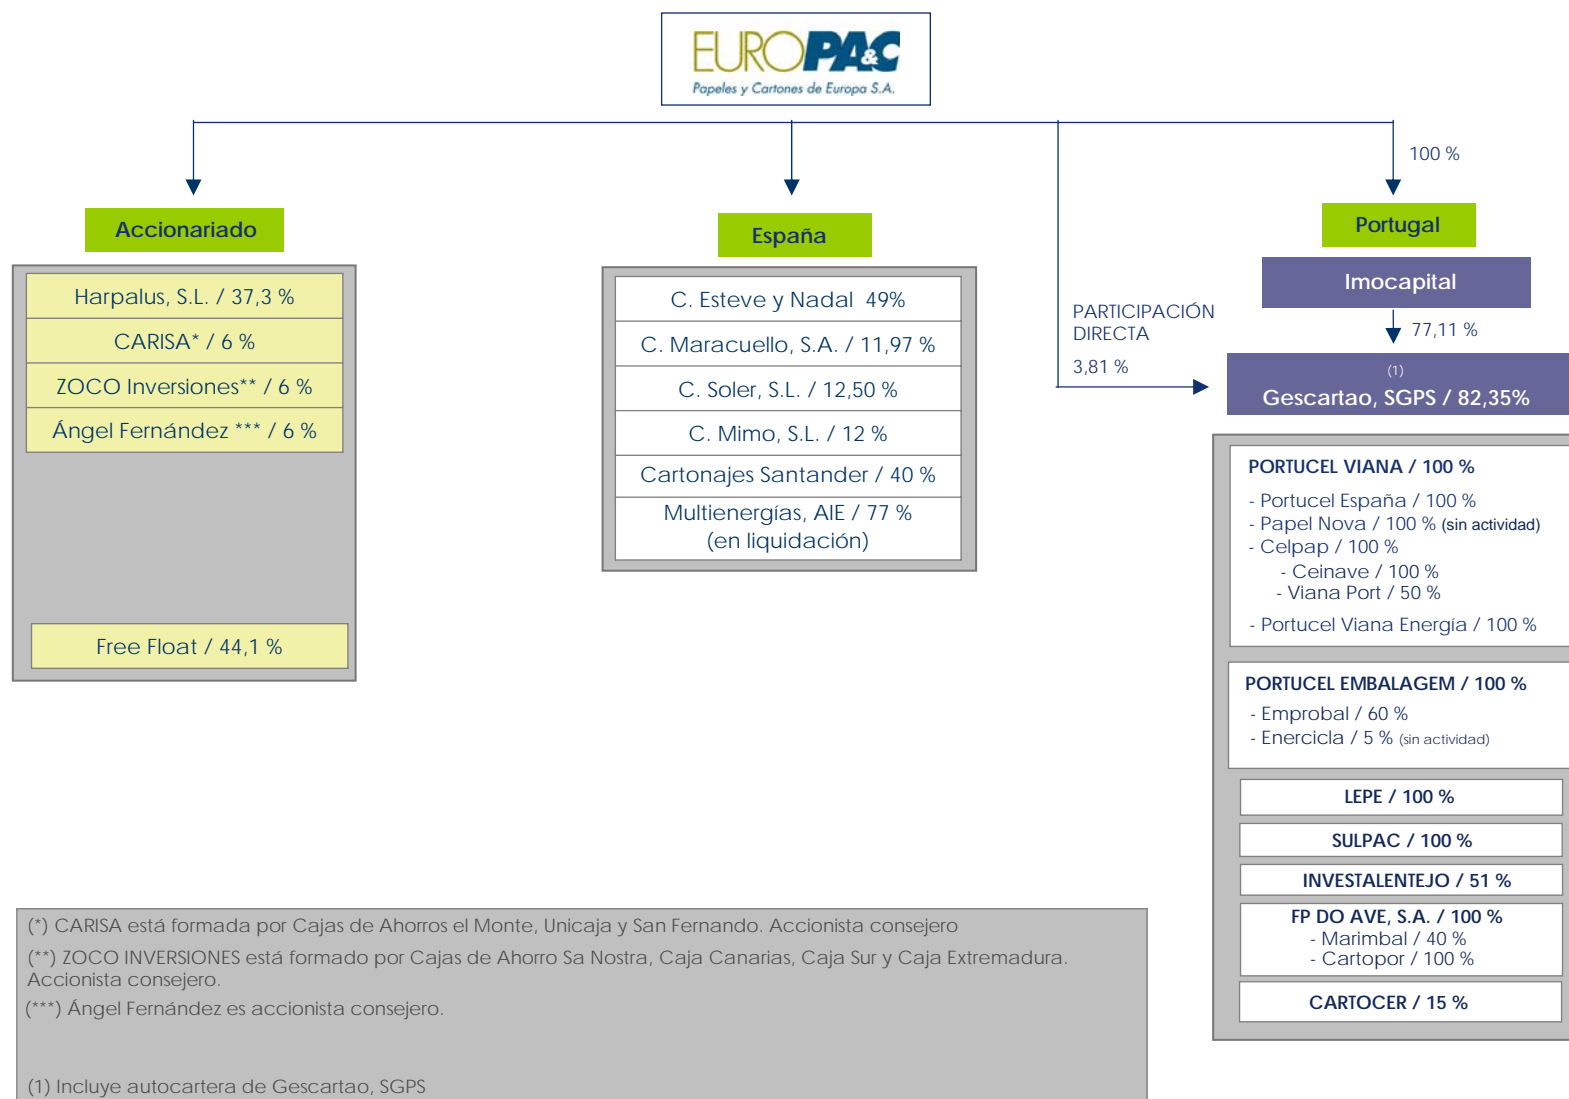 EUROPA&C
Papeles y Cartones de Europa S.A.
100 %
Accionariado
Harpalus, S.L. / 37,3 %
CARISA* / 6 %
ZOCO Inversiones** / 6 %
Ángel Fernández *** / 6 %
Free Float / 44,1 %
España
C. Esteve y Nadal 49%
C. Maracuello, S.A. / 11,97 %
C. Soler, S.L. / 12,50 %
C. Mimo, S.L. / 12 %
Cartonajes Santander / 40 %
Multienergías, AIE / 77 %
(en liquidación)
PARTICIPACIÓN
DIRECTA
3,81 %
Portugal
Imocapital
77,11 %
(1)
Gescartao, SGPS / 82,35%
PORTUCEL VIANA / 100 %
- Portucel España / 100 %
- Papel Nova / 100 % (sin actividad)
- Celpap / 100 %
- Ceinave / 100 %
- Viana Port / 50 %
- Portucel Viana Energía / 100 %
PORTUCEL EMBALAGEM / 100 %
- Emprobal / 60 %
- Enercicla / 5 % (sin actividad)
LEPE / 100 %
SULPAC / 100 %
INVESTALENTEJO / 51 %
FP DO AVE, S.A. / 100 %
- Marimbal / 40 %
- Cartopor / 100 %
CARTOCER / 15 %
(*) CARISA está formada por Cajas de Ahorros el Monte, Unicaja y San Fernando. Accionista consejero
(**) ZOCO INVERSIONES está formado por Cajas de Ahorro Sa Nostra, Caja Canarias, Caja Sur y Caja Extremadura.
Accionista consejero.
(***) Ángel Fernández es accionista consejero.
(1) Incluye autocartera de Gescartao, SGPS